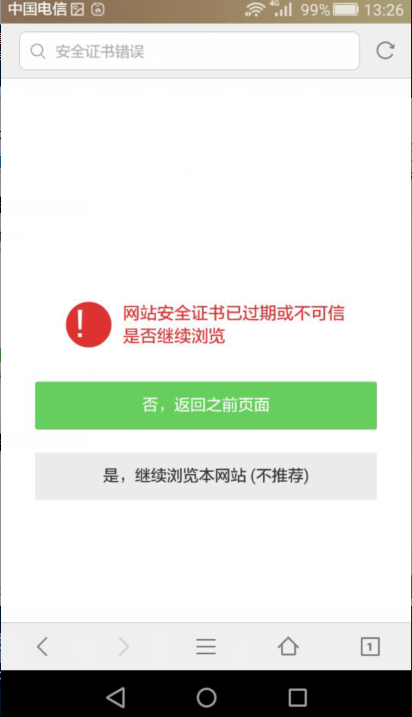 中国电信 4G 99% 13:26
安全证书错误
网站安全证书已过期或不可信
是否继续浏览
否，返回之前页面
是，继续浏览本网站 (不推荐)
1